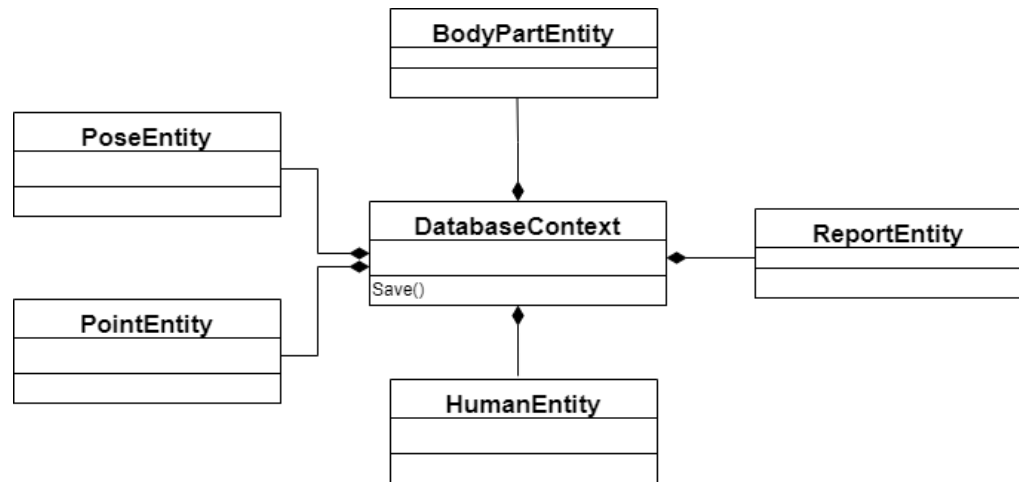 BodyPartEntity
PoseEntity
DatabaseContext
Save()
ReportEntity
PointEntity
HumanEntity